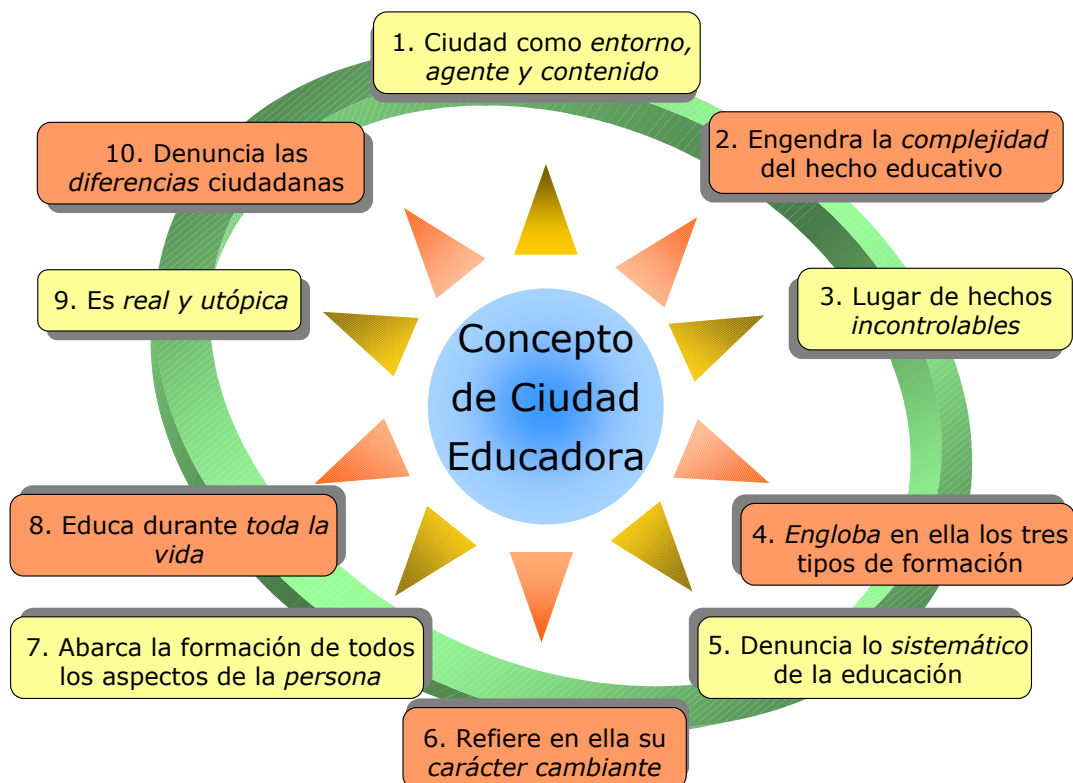 1. Ciudad como entorno,
agente y contenido
2. Engendra la complejidad
del hecho educativo
3. Lugar de hechos
incontrolables
4. Engloba en ella los tres
tipos de formación
5. Denuncia lo sistemático
de la educación
6. Refiere en ella su
carácter cambiante
7. Abarca la formación de todos
los aspectos de la persona
8. Educa durante toda la
vida
9. Es real y utópica
10. Denuncia las
diferencias ciudadanas
Concepto
de Ciudad
Educadora